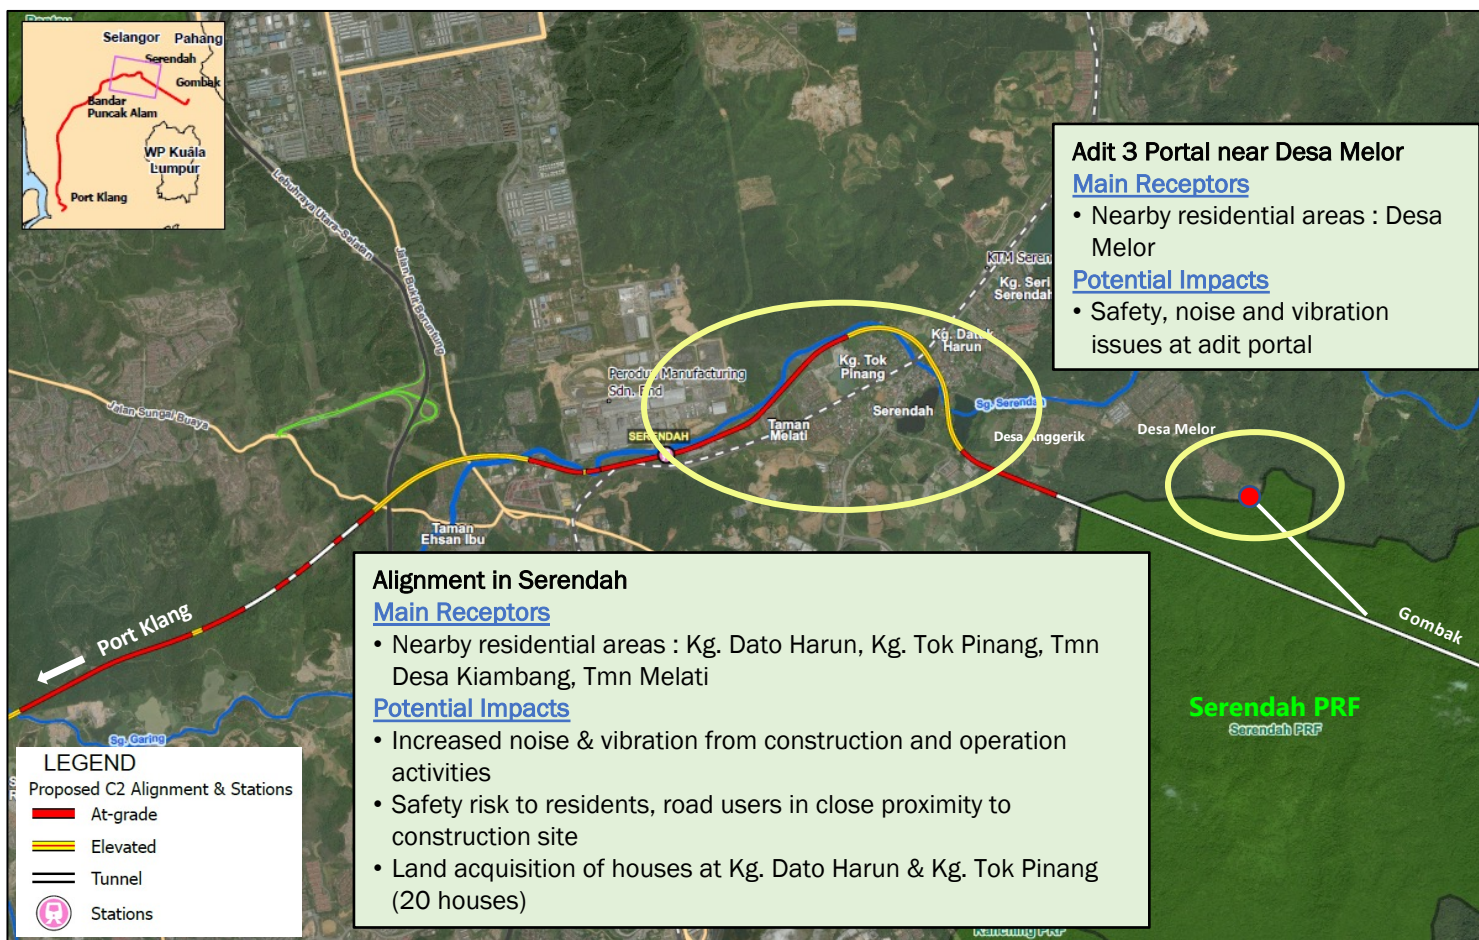 Selangor Pahang
Serendah
Gombak
Bandar
Puncak Alam
WP Kuala
Lumpur
Port Klang
Lebuhraya Utara-Selatan
Jalan Bukit Beruntung
Jalan Sungai Buaya
Adit 3 Portal near Desa Melor
Main Receptors
• Nearby residential areas : Desa
Melor
Potential Impacts
• Safety, noise and vibration
issues at adit portal
KTM Seren
Kg. Seri
Serendah
Kg. Datuk
Harun
Kg. Tok
Pinang
Perodua Manufacturing
Sdn. Bhd
Serendah
Sg. Serendah
Taman
Melati
SERENDAH
Desa Anggerik
Desa Melor
Taman
Ehsan Ibu
Port Klang
Gombak
Alignment in Serendah
Main Receptors
• Nearby residential areas : Kg. Dato Harun, Kg. Tok Pinang, Tmn
Desa Kiambang, Tmn Melati
Potential Impacts
• Increased noise & vibration from construction and operation
activities
• Safety risk to residents, road users in close proximity to
construction site
• Land acquisition of houses at Kg. Dato Harun & Kg. Tok Pinang
(20 houses)
Serendah PRF
Serendah PRF
Sg. Garing
LEGEND
Proposed C2 Alignment & Stations
At-grade
Elevated
Tunnel
Stations
Kanching PRF